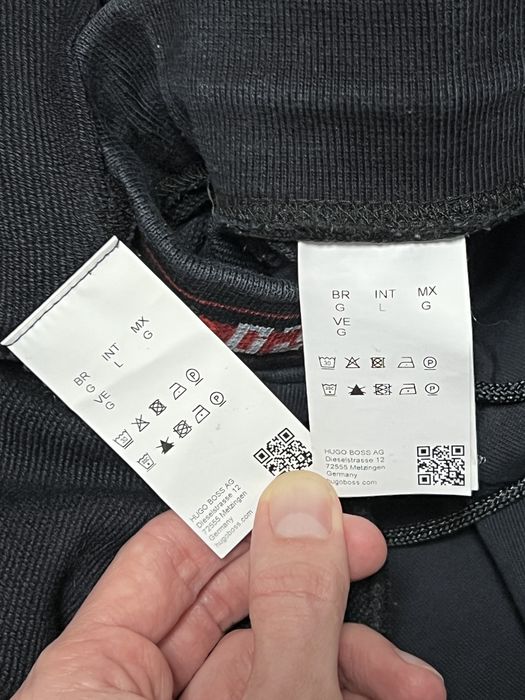 BR INT MX
G L G
VE
G
HUGO BOSS AG
Dieselstrasse 12
72555 Metzingen
Germany
hugoboss.com
BR INT MX
G L G
VE
G
HUGO BOSS AG
Dieselstrasse 12
72555 Metzingen
Germany
hugoboss.com